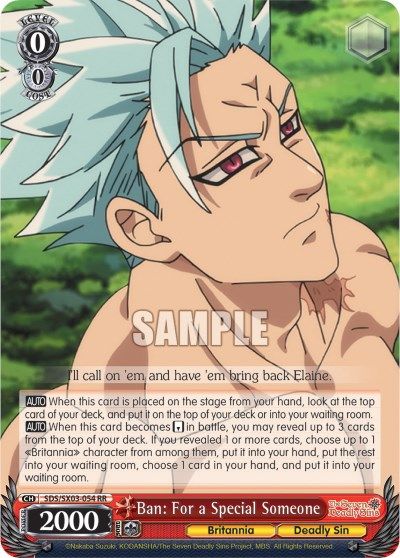 LEVEL
0
0
COST
SAMPLE
I'll call on 'em and have 'em bring back Elaine.
AUTO When this card is placed on the stage from your hand, look at the top
card of your deck, and put it on the top of your deck or into your waiting room.
AUTO When this card becomes in battle, you may reveal up to 3 cards
from the top of your deck. If you revealed 1 or more cards, choose up to 1
«Britannia» character from among them, put it into your hand, put the rest
into your waiting room, choose 1 card in your hand, and put it into your
waiting room.
CH SDS/SX03-054 RR
Ban: For a Special Someone
The Seven Deadly Sins
POWER 2000 SOUL
Britannia Deadly Sin
©Nakaba Suzuki, KODANSHA/The Seven Deadly Sins Project, MBS. All Rights Reserved.